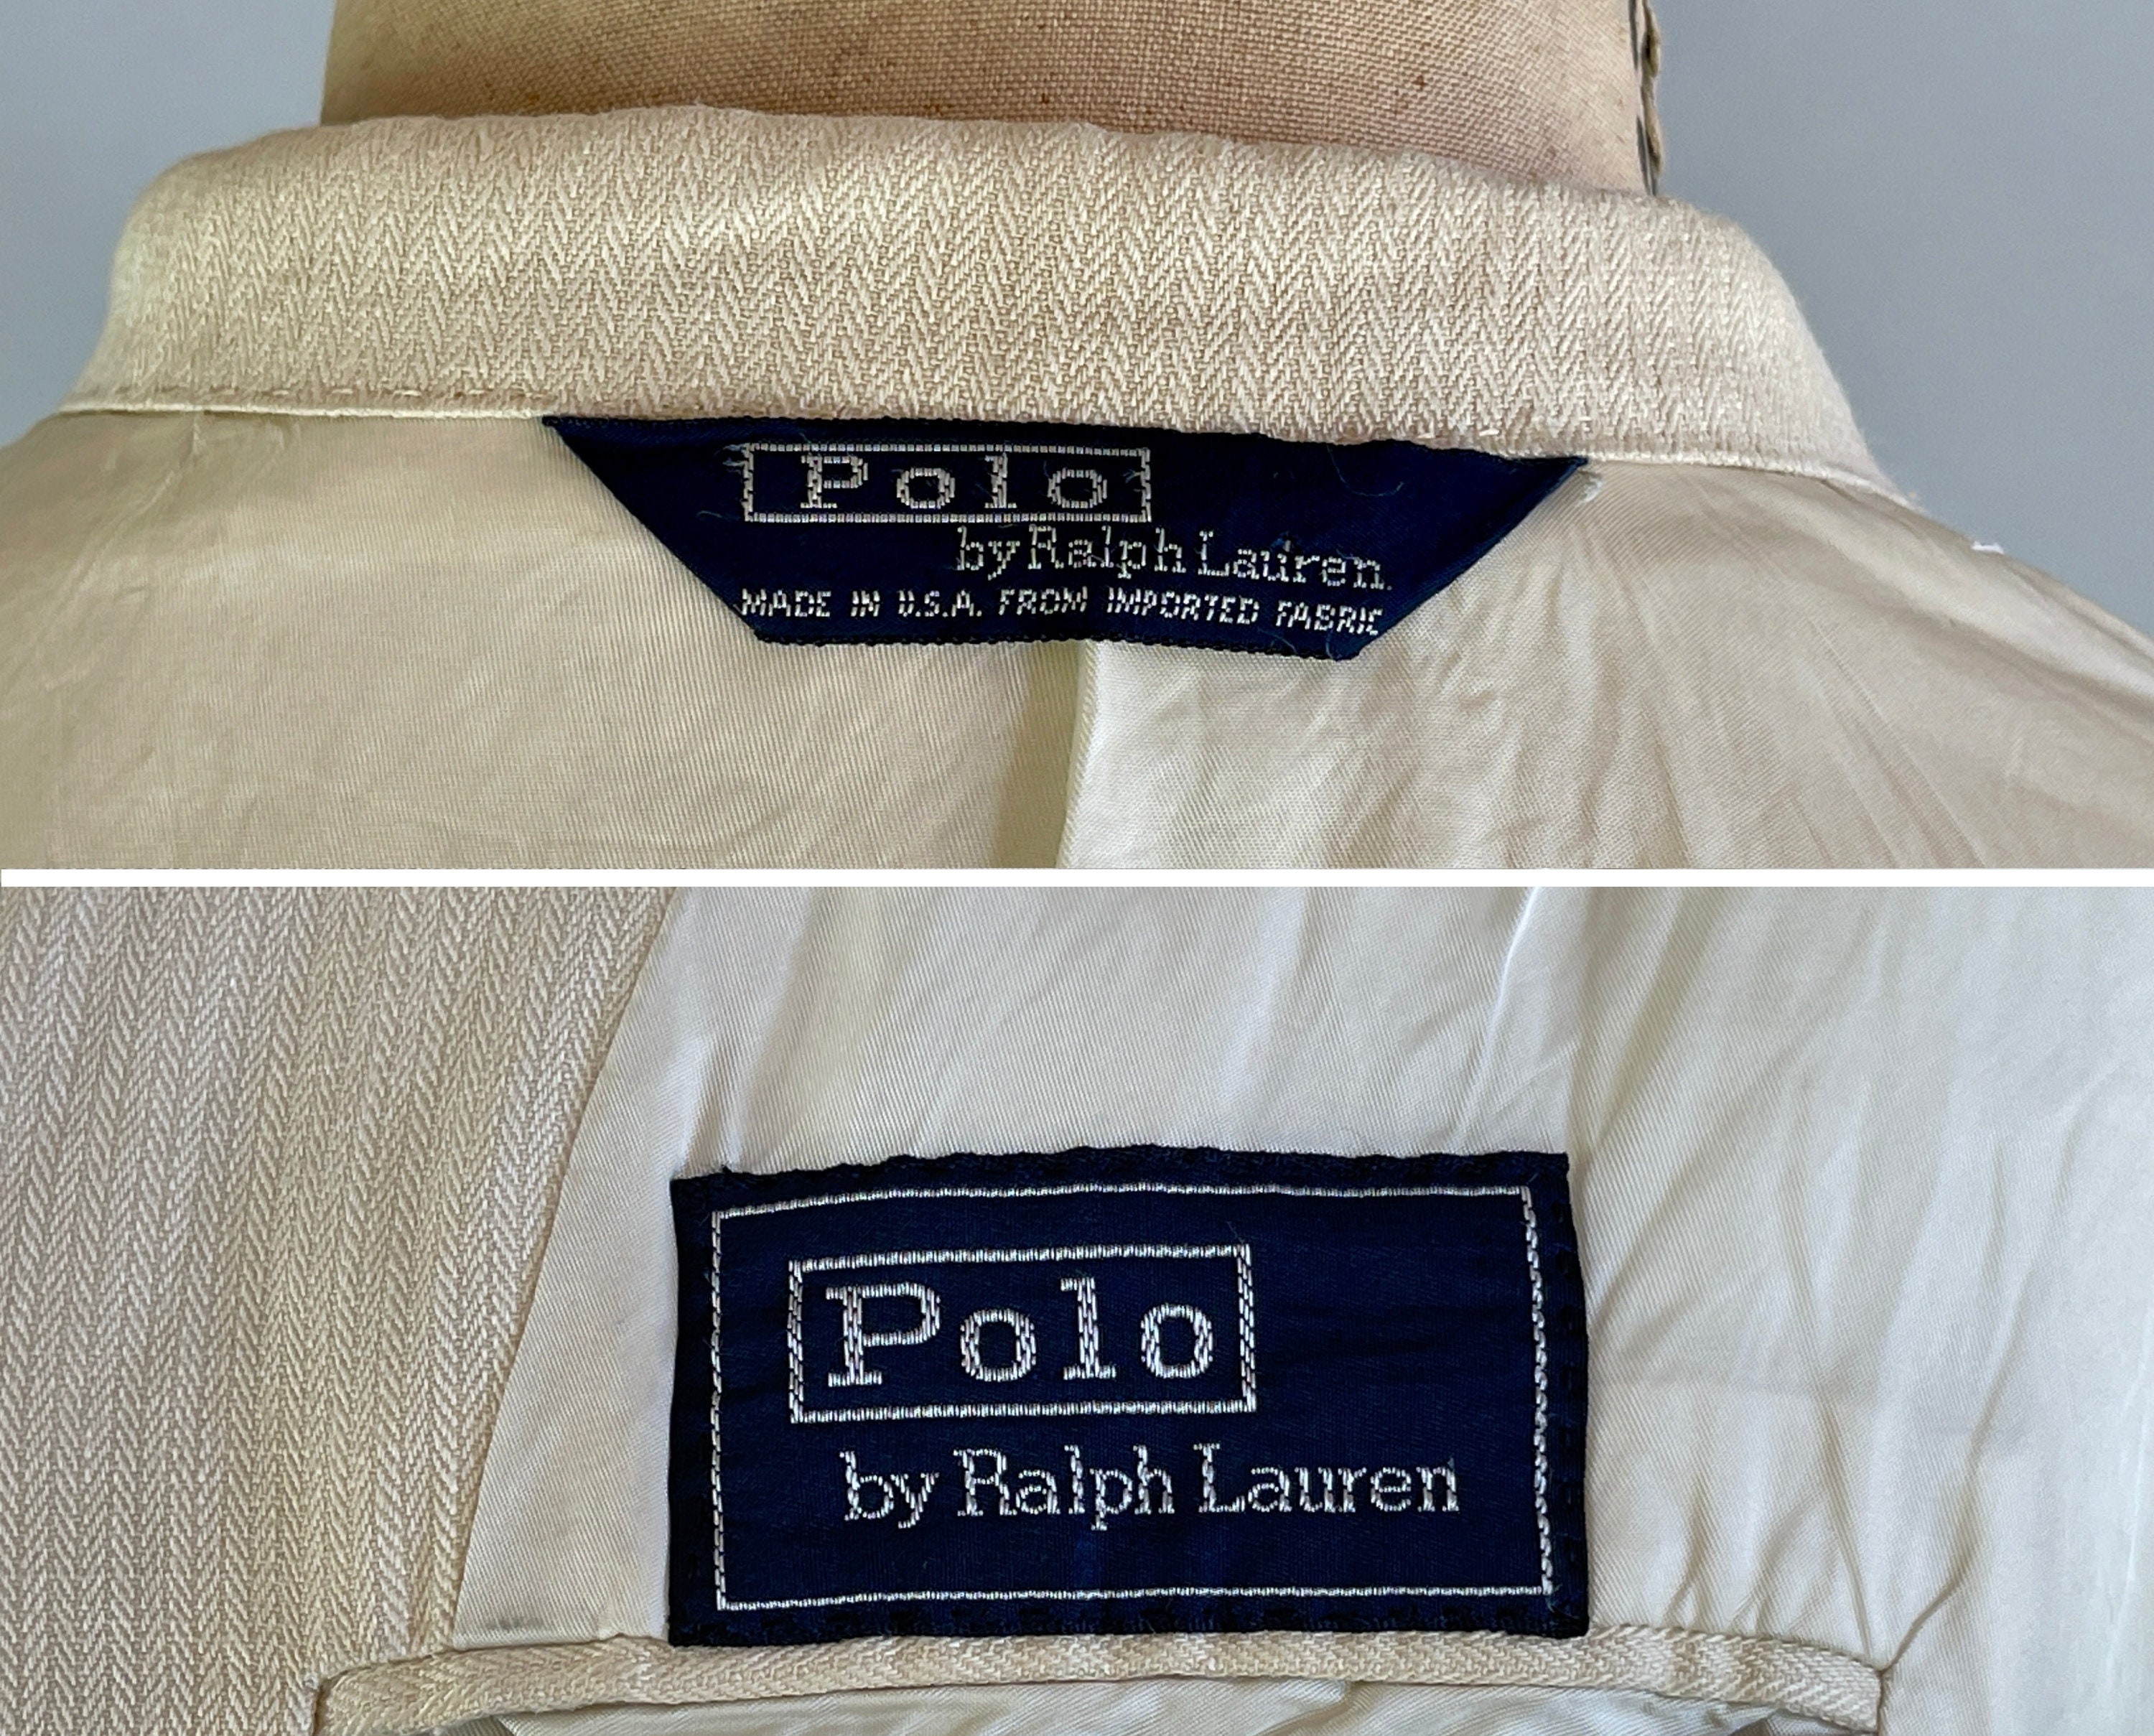 Polo
by Ralph Lauren.
MADE IN U.S.A. FROM IMPORTED FABRIC
Polo
by Ralph Lauren